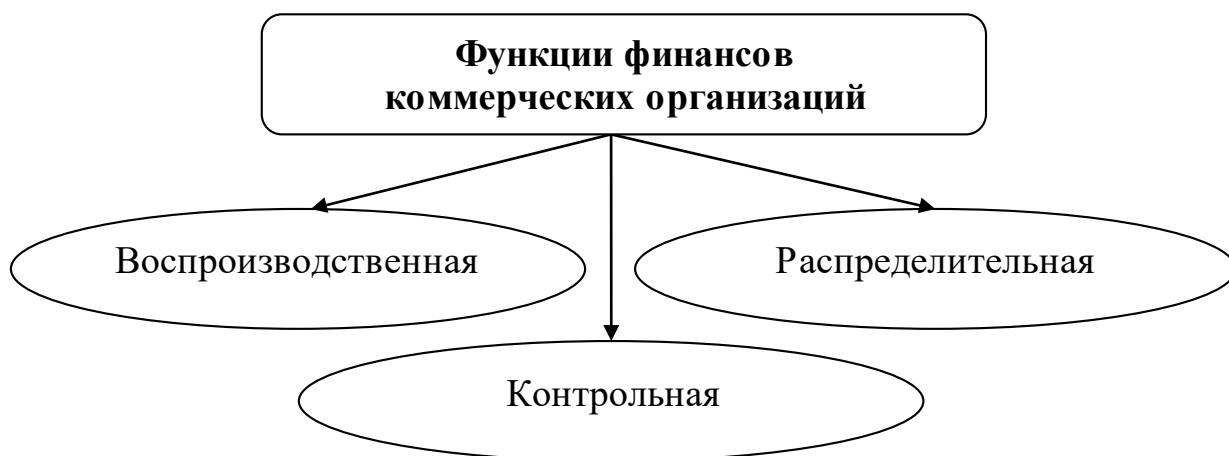 Функции финансов
коммерческих организаций
Воспроизводственная
Распределительная
Контрольная